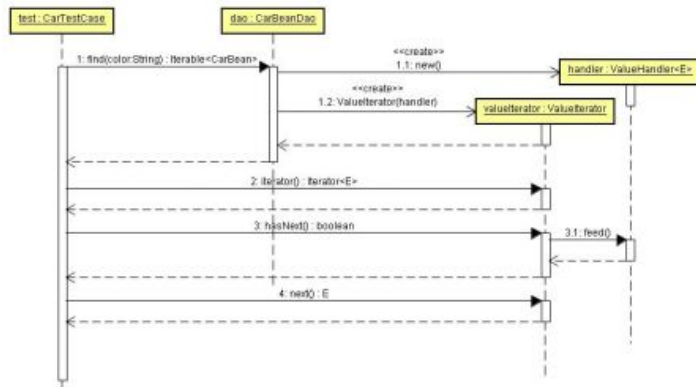 test : CarTestCase
dao : CarBeanDao
1: find(color:String) : Iterable<CarBean>
<<create>>
1.1: new()
handler : ValueHandler<E>
<<create>>
1.2: ValueIterator(handler)
valueIterator : ValueIterator
2: iterator() : Iterator<E>
3: hasNext() : boolean
3.1: feed()
4: next() : E